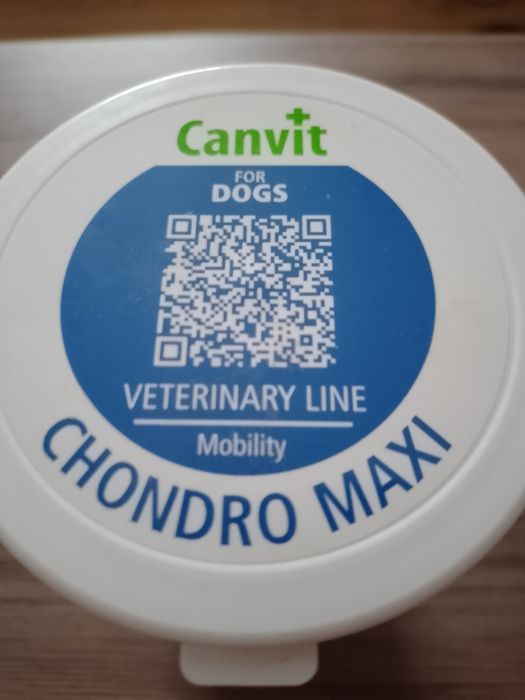 Canvit
FOR
DOGS
VETERINARY LINE
Mobility
CHONDRO MAXI